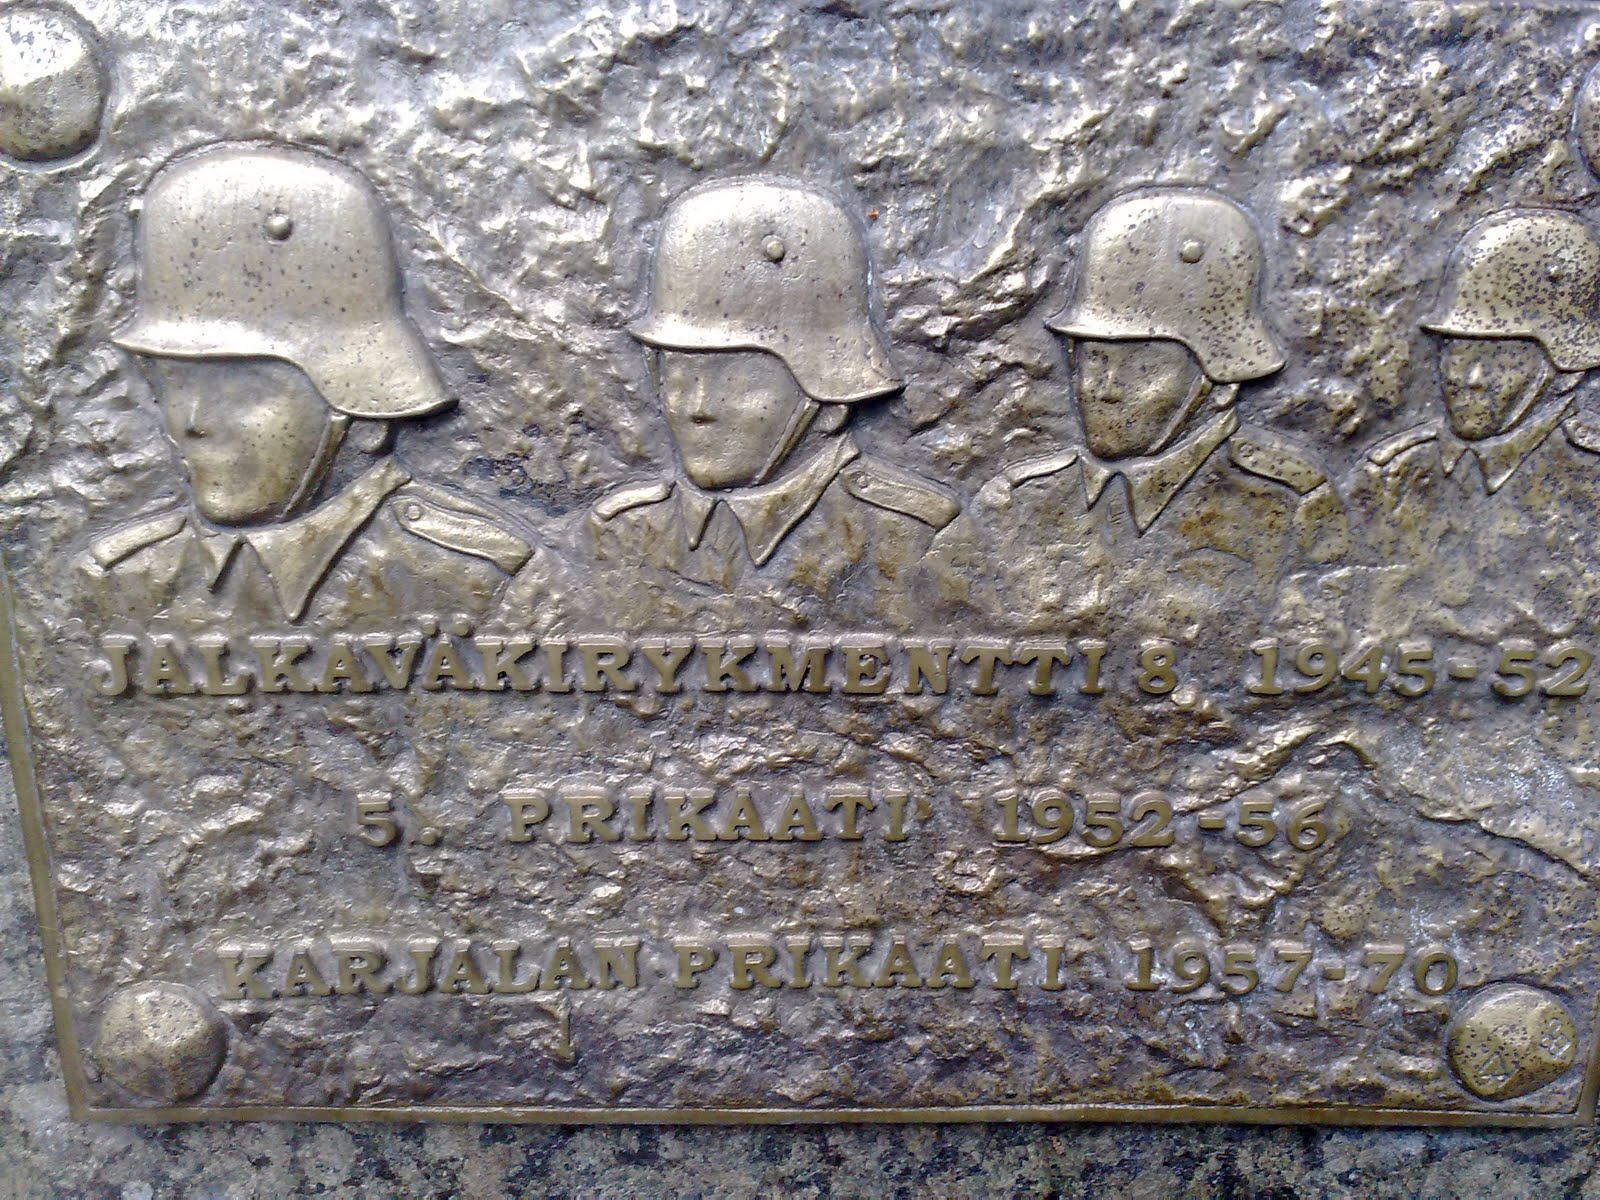 JALKAVÄKIRYKMENTTI 8 1945-52
5. PRIKAATI 1952-56
KARJALAN PRIKAATI 1957-70